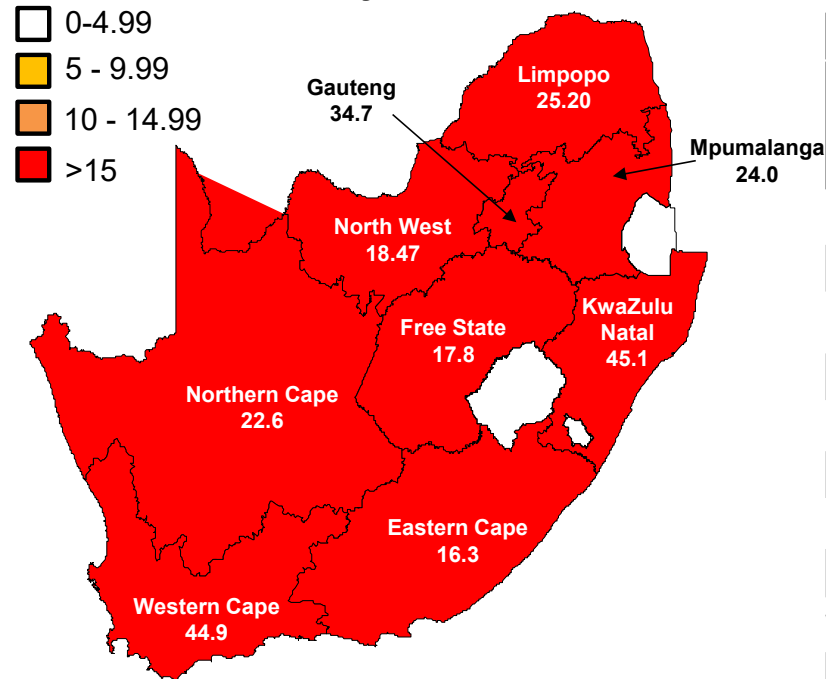 0-4.99
5 - 9.99
10 - 14.99
>15
Limpopo
25.20
Gauteng
34.7
Mpumalanga
24.0
North West
18.47
KwaZulu
Natal
45.1
Free State
17.8
Northern Cape
22.6
Eastern Cape
16.3
Western Cape
44.9